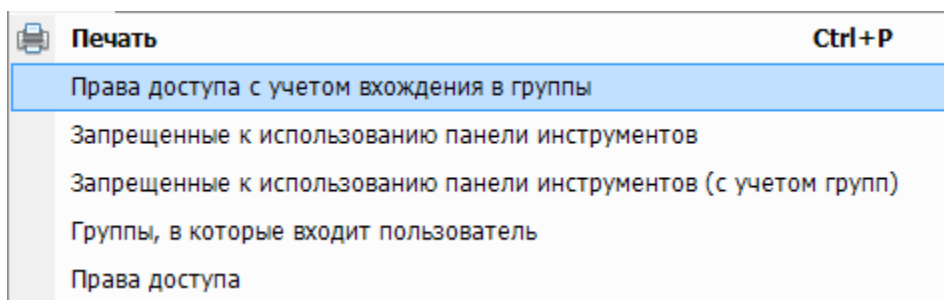 Печать Ctrl+P
Права доступа с учетом вхождения в группы
Запрещенные к использованию панели инструментов
Запрещенные к использованию панели инструментов (с учетом групп)
Группы, в которые входит пользователь
Права доступа